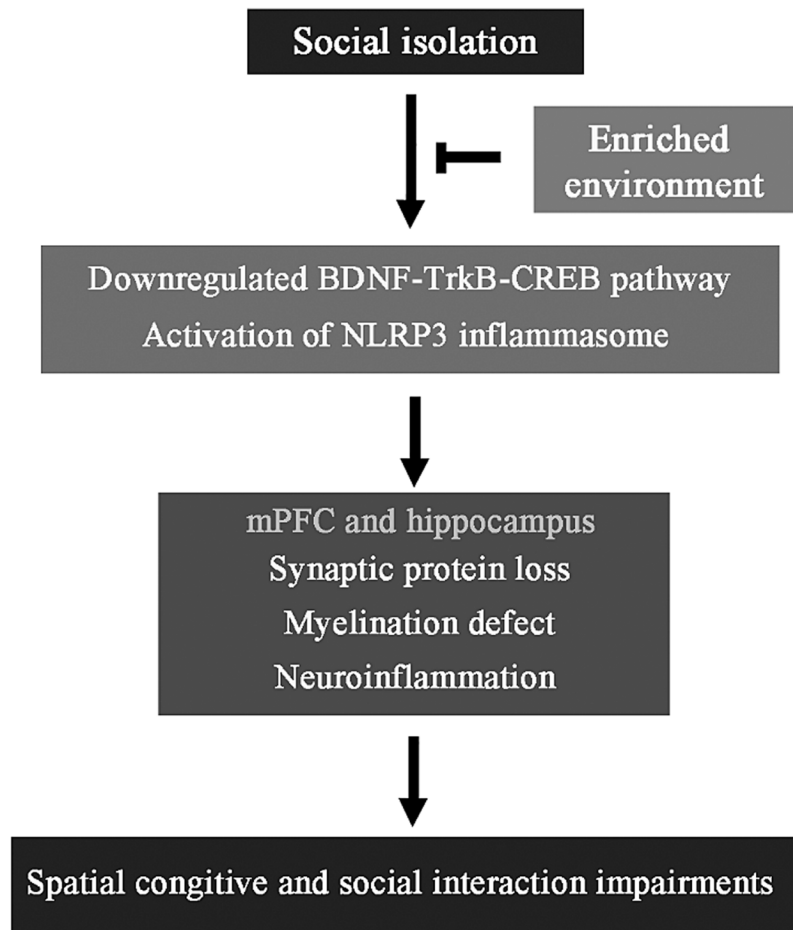 Social isolation
Enriched
environment
Downregulated BDNF-TrkB-CREB pathway
Activation of NLRP3 inflammasome
mPFC and hippocampus
Synaptic protein loss
Myelination defect
Neuroinflammation
Spatial congitive and social interaction impairments